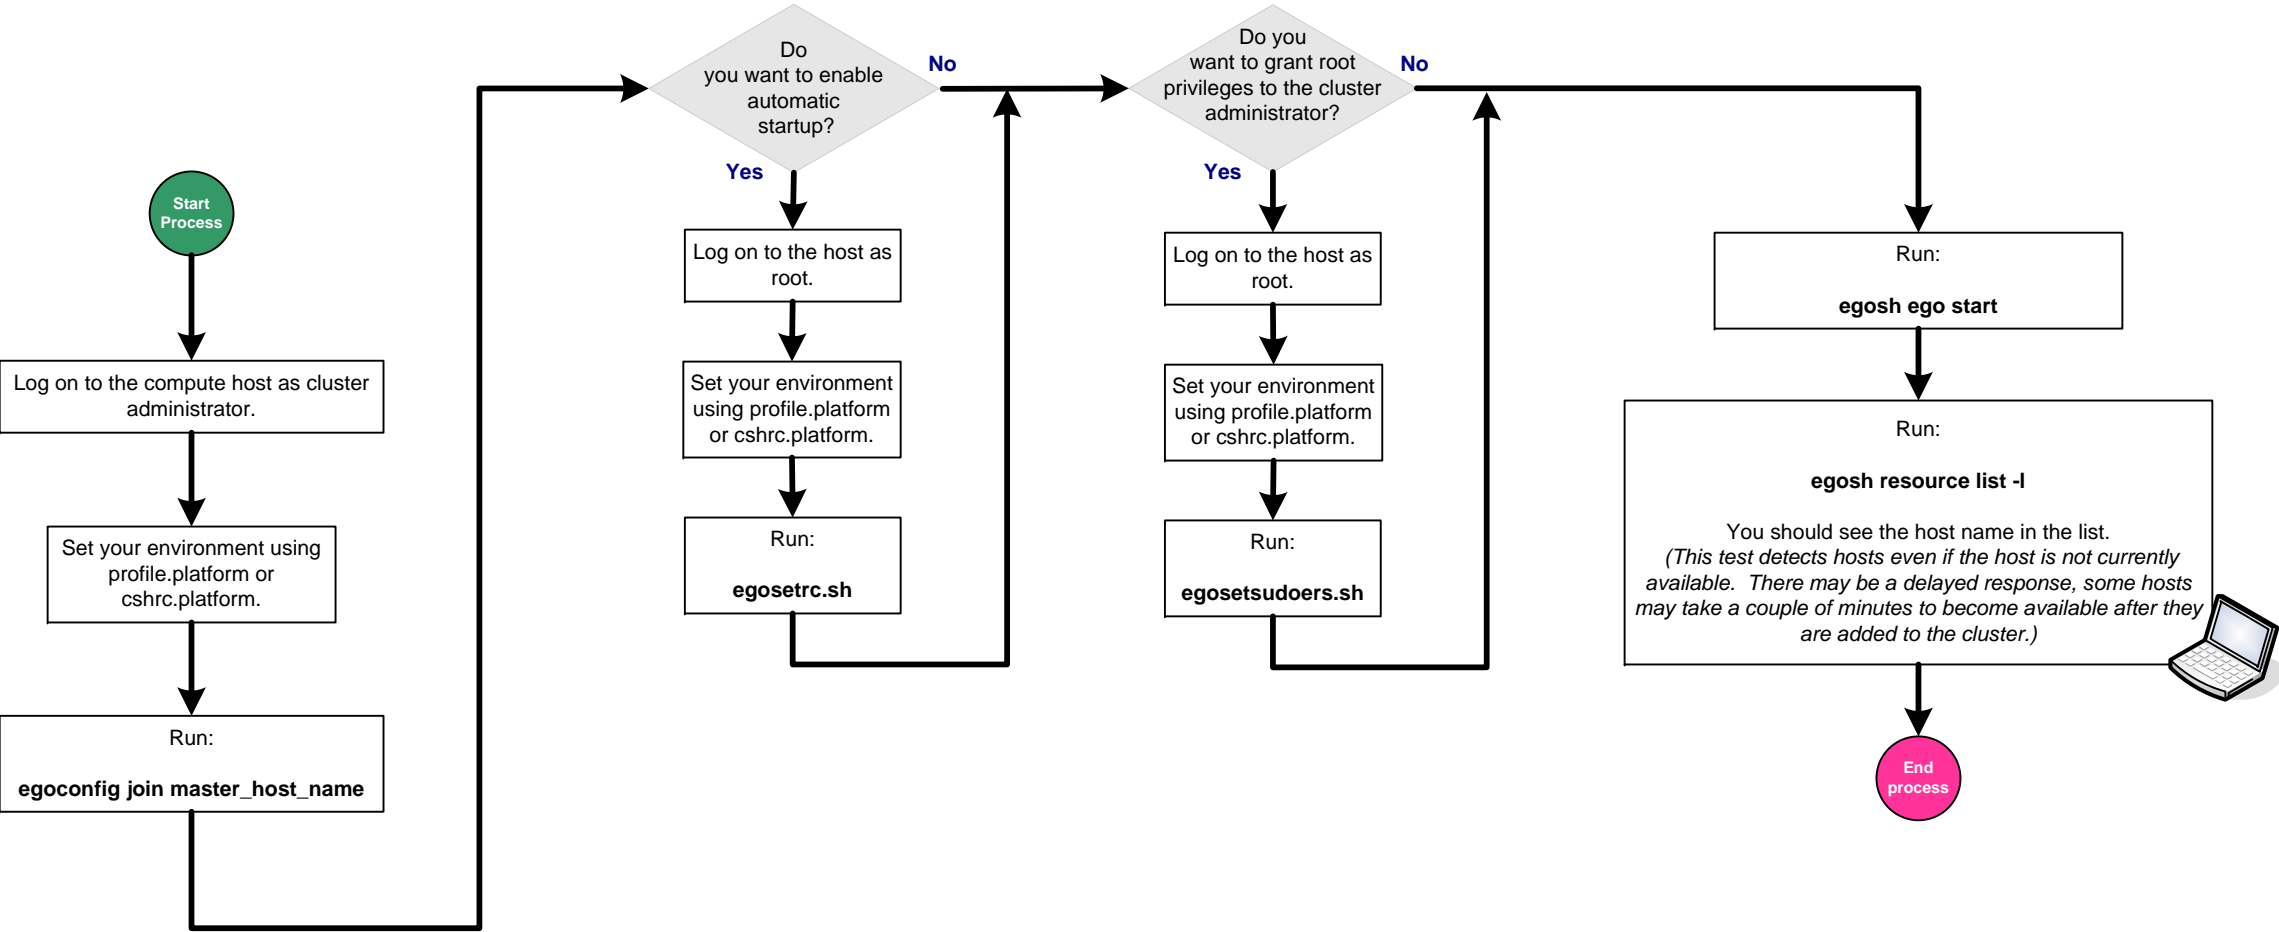 Start
Process
Log on to the compute host as cluster
administrator.
Set your environment using
profile.platform or
cshrc.platform.
Run:
egoconfig join master_host_name
Do
you want to enable
automatic
startup?
No
Yes
Log on to the host as
root.
Set your environment
using profile.platform
or cshrc.platform.
Run:
egosetrc.sh
Do you
want to grant root
privileges to the cluster
administrator?
No
Yes
Log on to the host as
root.
Set your environment
using profile.platform
or cshrc.platform.
Run:
egosetsudoers.sh
Run:
egosh ego start
Run:
egosh resource list -l
You should see the host name in the list.
(This test detects hosts even if the host is not currently
available.  There may be a delayed response, some hosts
may take a couple of minutes to become available after they
are added to the cluster.)
End
process